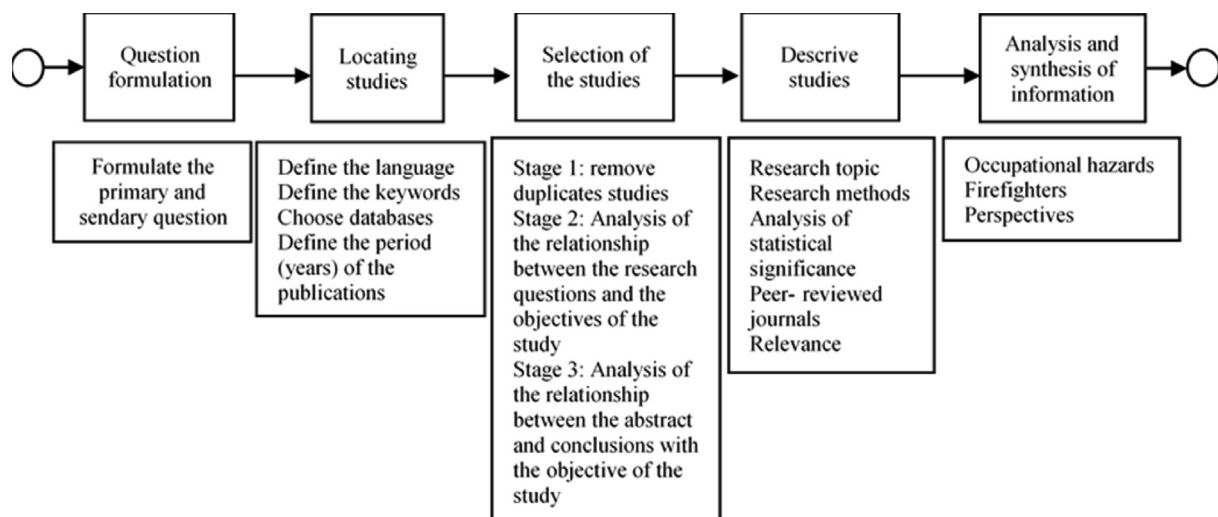 Question
formulation
Locating
studies
Selection of
the studies
Descrive
studies
Analysis and
synthesis of
information
Formulate the
primary and
sendary question
Define the language
Define the keywords
Choose databases
Define the period
(years) of the
publications
Stage 1: remove
duplicates studies
Stage 2: Analysis of
the relationship
between the research
questions and the
objectives of the
study
Stage 3: Analysis of
the relationship
between the abstract
and conclusions with
the objective of the
study
Research topic
Research methods
Analysis of
statistical
significance
Peer- reviewed
journals
Relevance
Occupational hazards
Firefighters
Perspectives